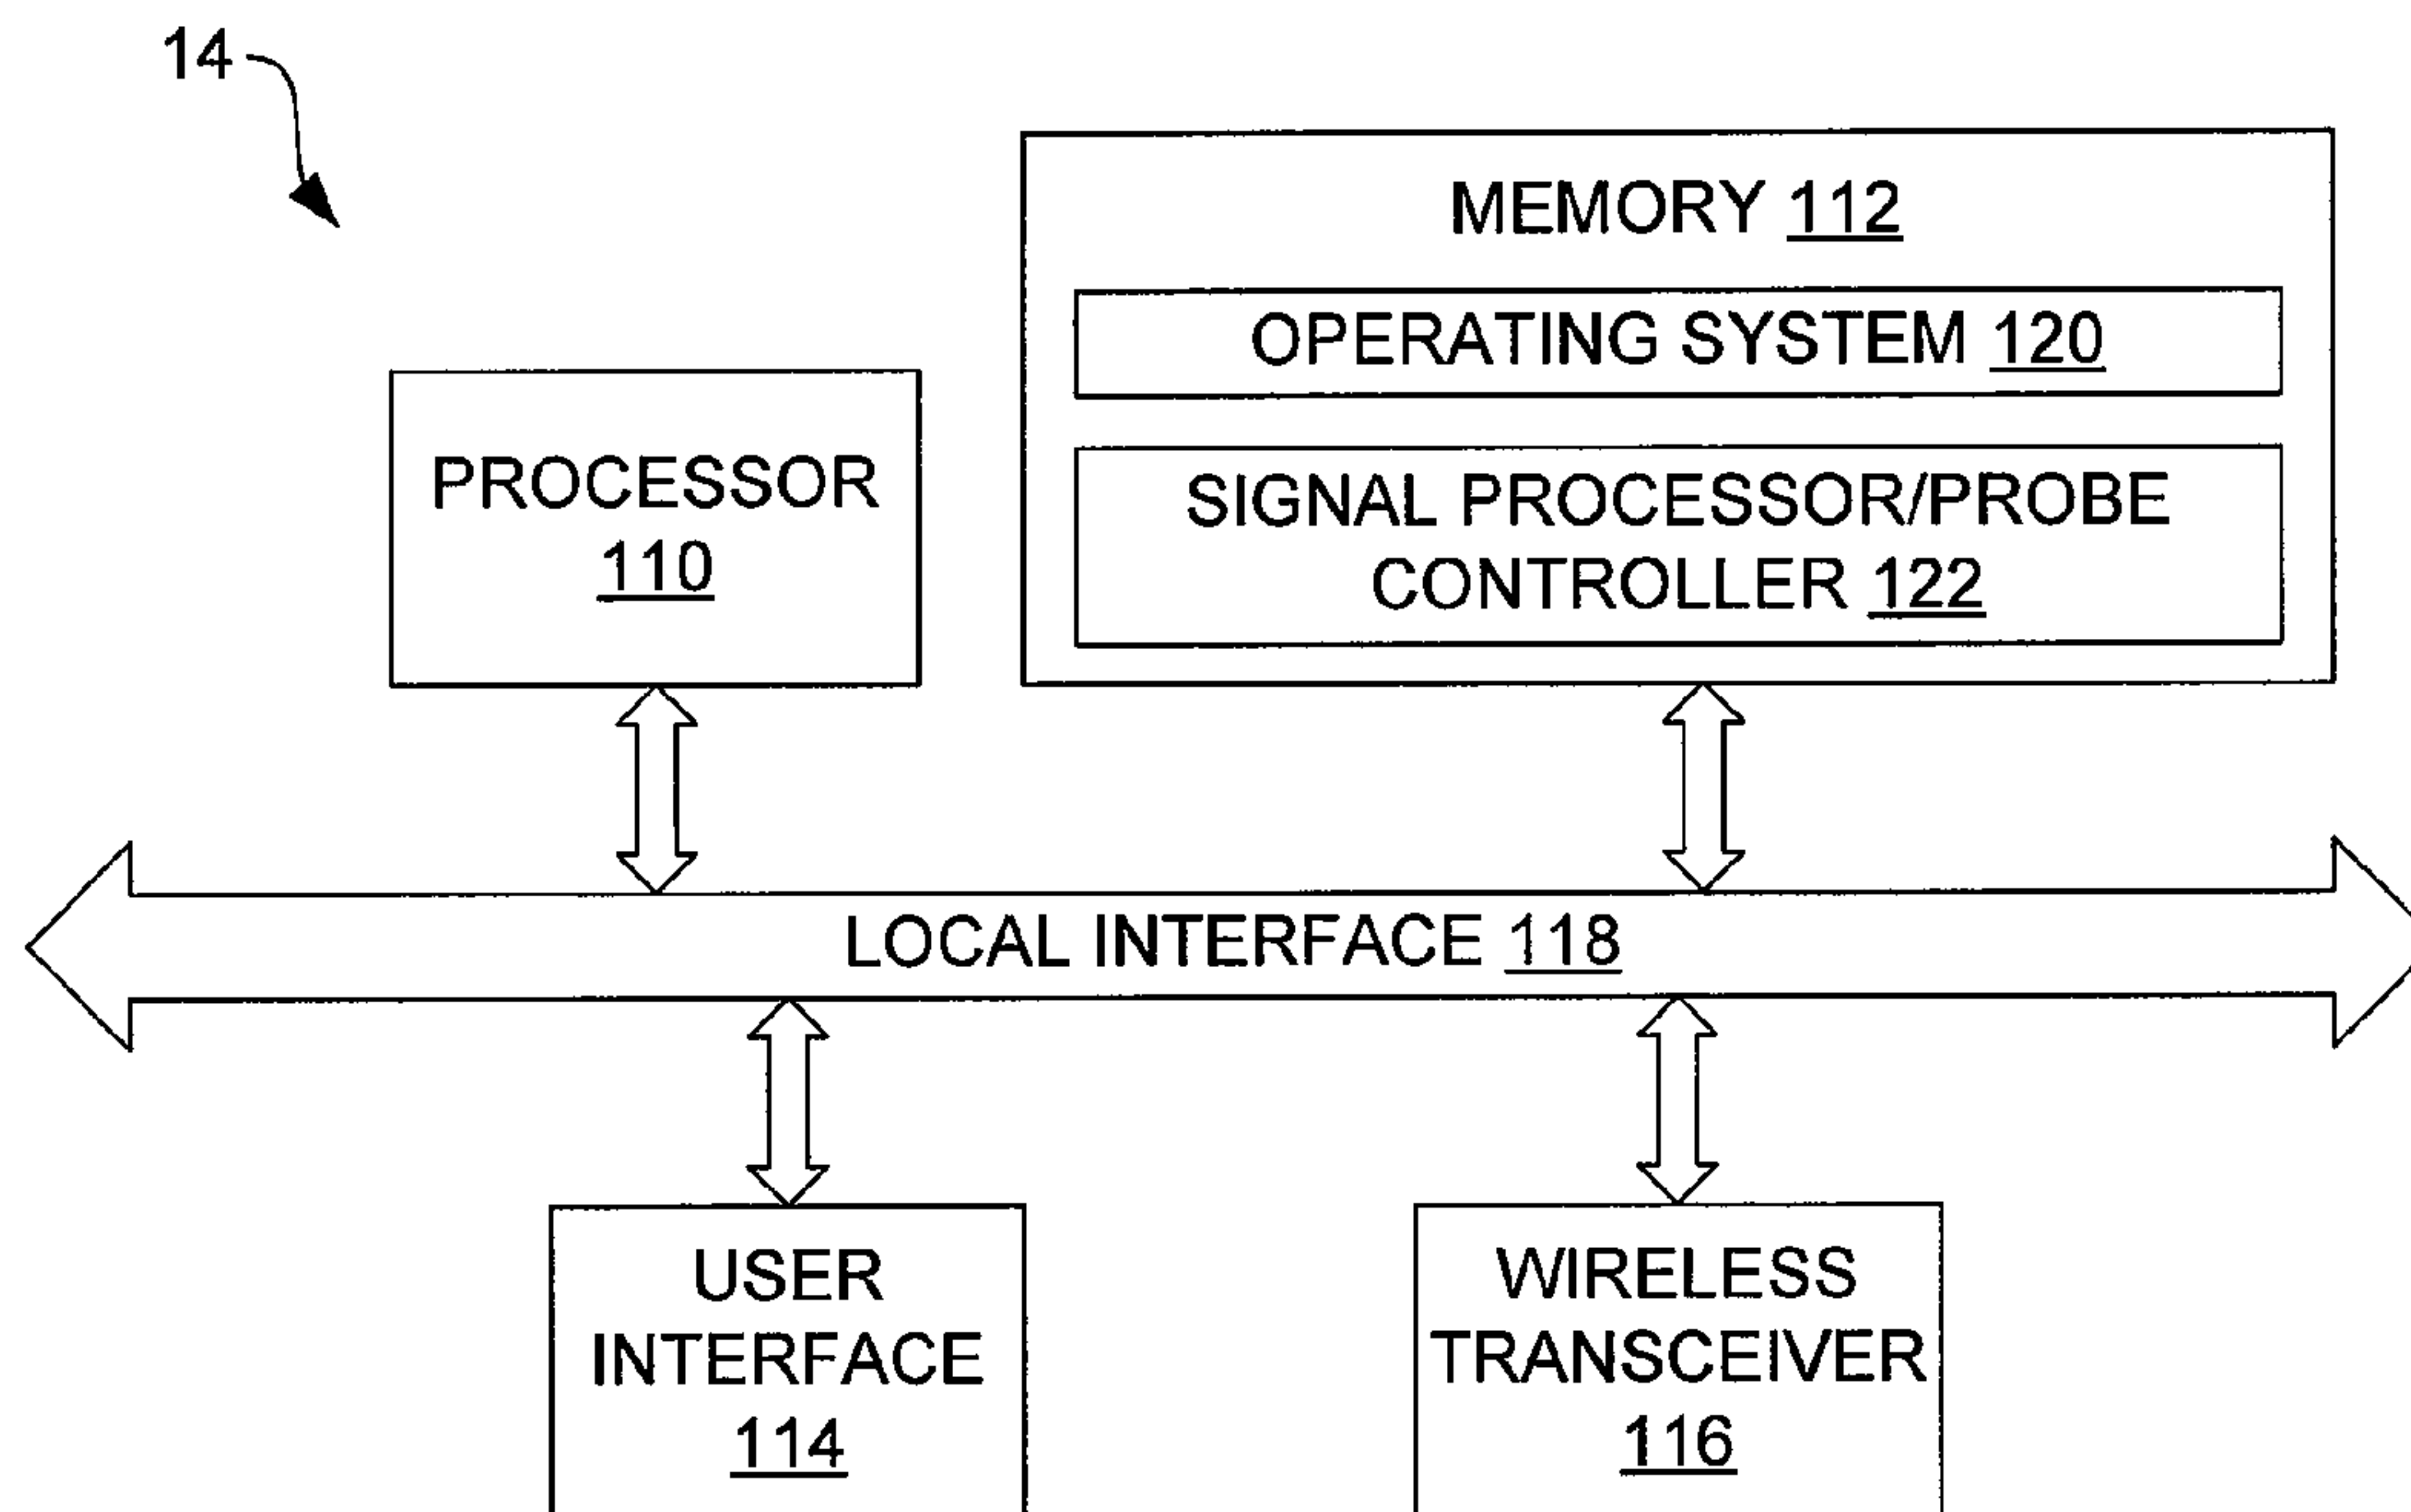 14
MEMORY 112
OPERATING SYSTEM 120
PROCESSOR
110
SIGNAL PROCESSOR/PROBE
CONTROLLER 122
LOCAL INTERFACE 118
USER
INTERFACE
114
WIRELESS
TRANSCEIVER
116